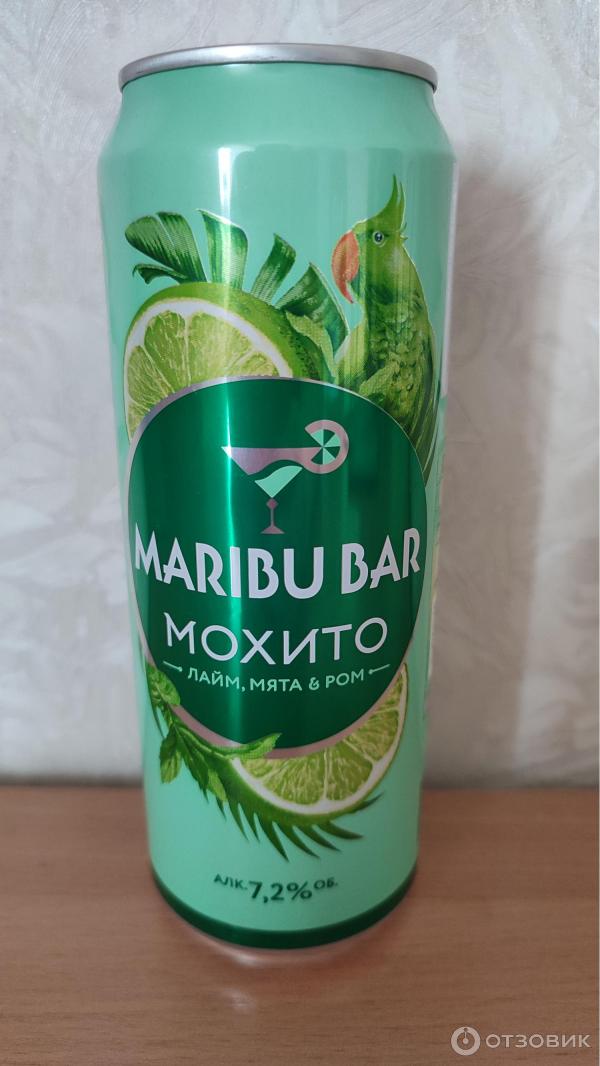 MARIBU BAR
МОХИТО
ЛАЙМ, МЯТА & РОМ
АЛК. 7,2% ОБ.
ОТЗОВИК